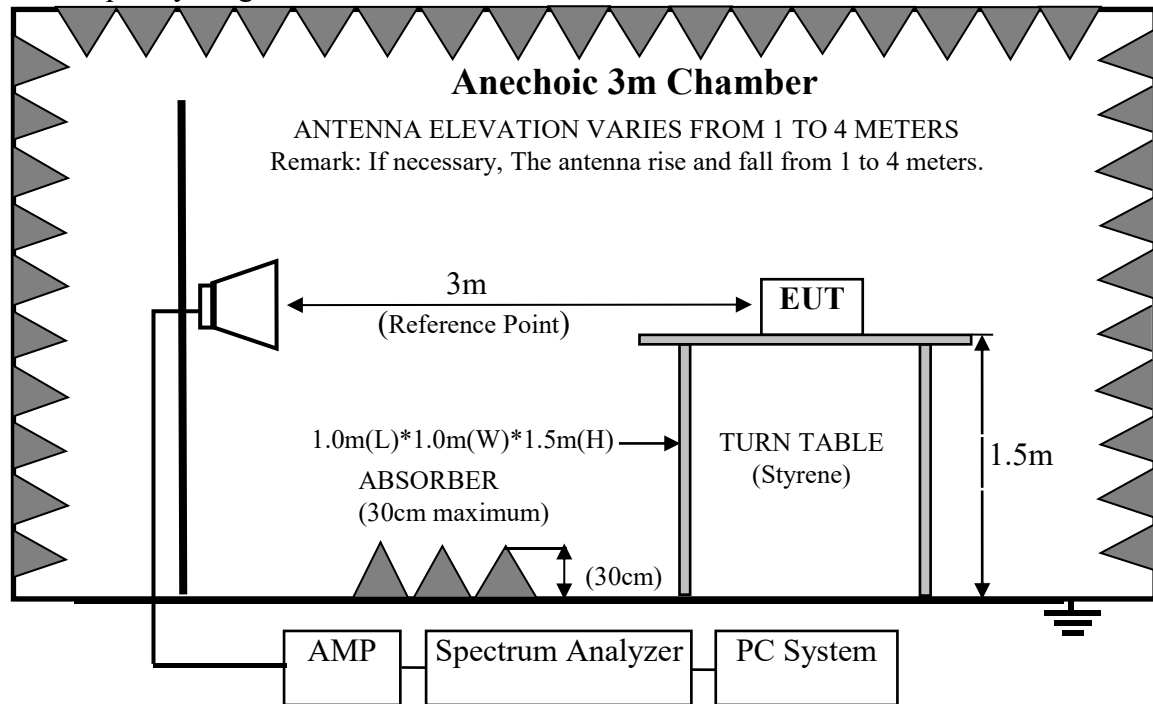 Anechoic 3m Chamber
ANTENNA ELEVATION VARIES FROM 1 TO 4 METERS
Remark: If necessary, The antenna rise and fall from 1 to 4 meters.
3m
(Reference Point)
EUT
1.0m(L)*1.0m(W)*1.5m(H)
TURN TABLE
(Styrene)
1.5m
ABSORBER
(30cm maximum)
(30cm)
AMP
Spectrum Analyzer
PC System